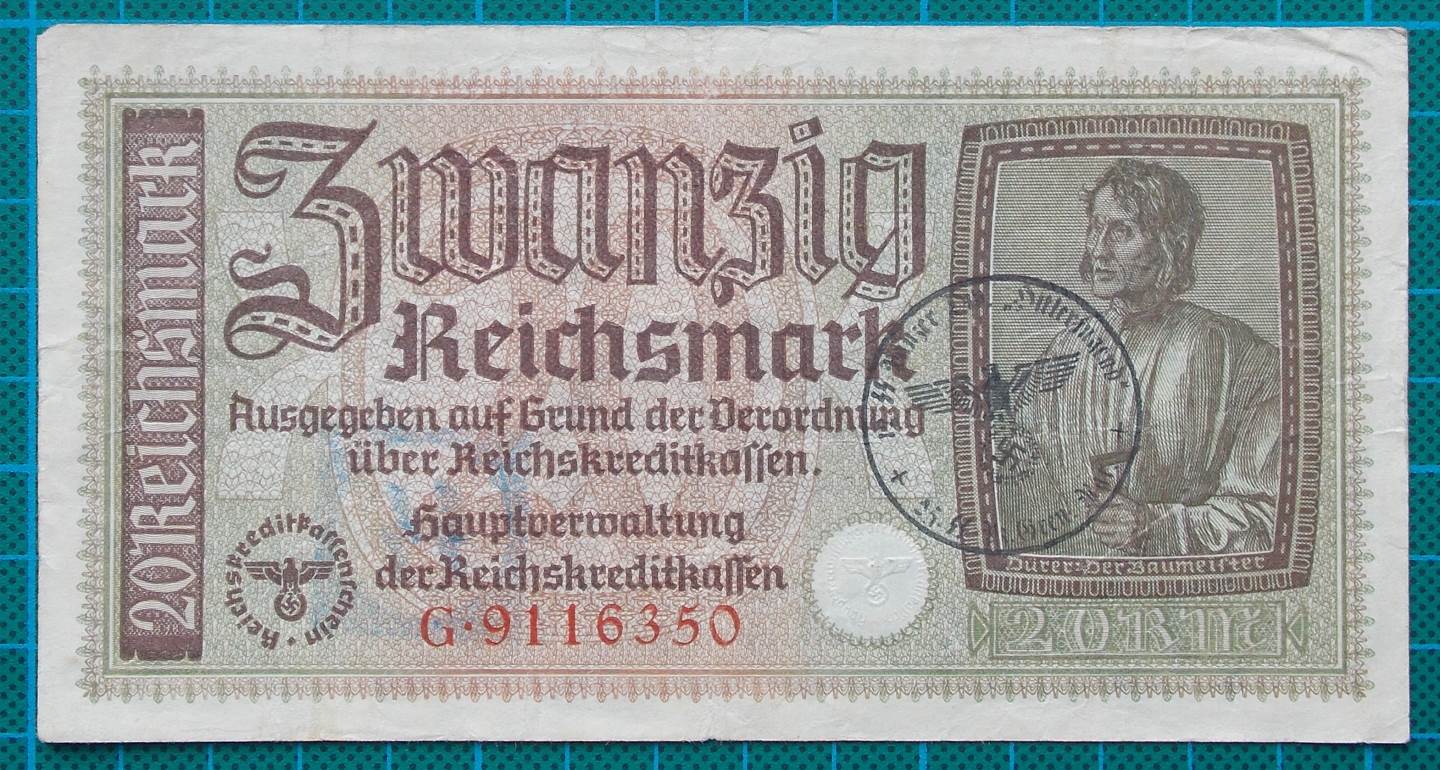 20 Reichsmark
Zwanzig
Reichsmark
Ausgegeben auf Grund der Verordnung
über Reichskreditkassen.
Hauptverwaltung
der Reichskreditkassen
G·9116350
Reichskreditkassenschein
Dürer: Der Baumeister
20 RM
"Hitlerjugend"